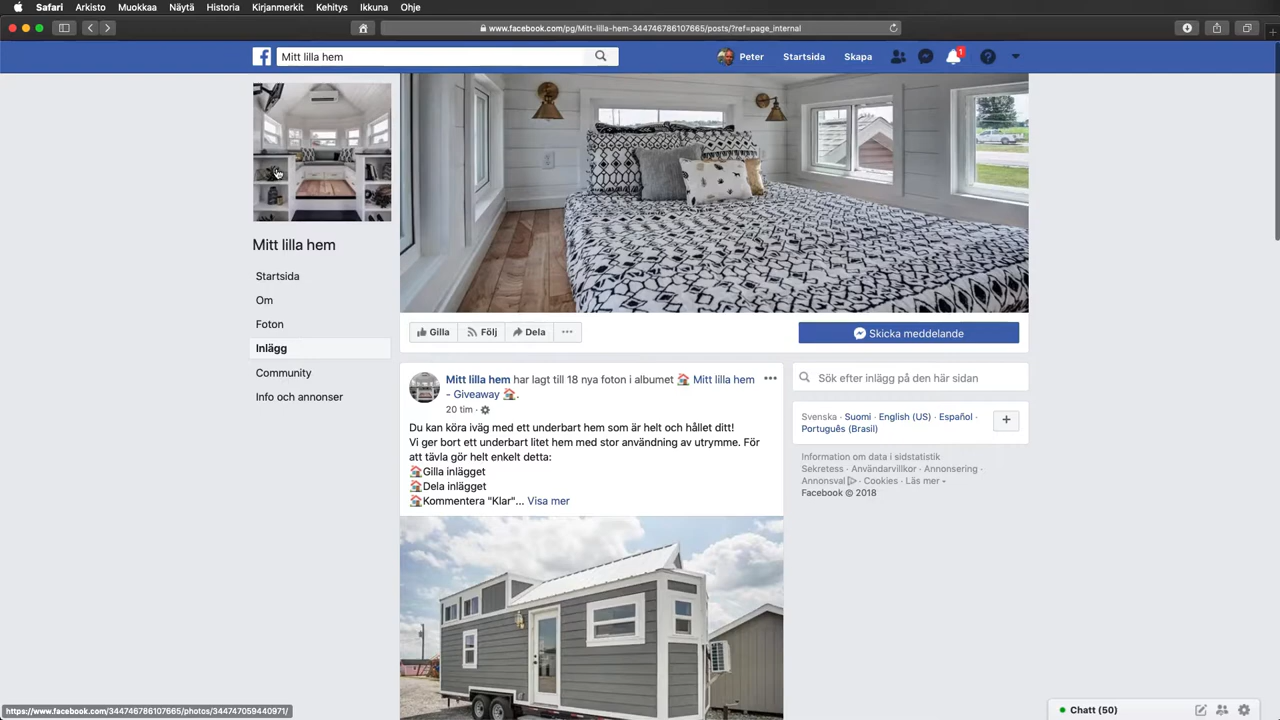 Safari Arkisto Muokkaa Näytä Historia Kirjanmerkit Kehitys Ikkuna Ohje
www.facebook.com/pg/Mitt-lilla-hem-344746786107665/posts/?ref=page_internal
Mitt lilla hem
Peter Startsida Skapa 1
Mitt lilla hem
Startsida
Om
Foton
Inlägg
Community
Info och annonser
Gilla Följ Dela ... Skicka meddelande
Mitt lilla hem har lagt till 18 nya foton i albumet 🏠 Mitt lilla hem
- Giveaway 🏠.
20 tim ·
Du kan köra iväg med ett underbart hem som är helt och hållet ditt!
Vi ger bort ett underbart litet hem med stor användning av utrymme. För
att tävla gör helt enkelt detta:
🏠Gilla inlägget
🏠Dela inlägget
🏠Kommentera "Klar"... Visa mer
Sök efter inlägg på den här sidan
Svenska · Suomi · English (US) · Español ·
Português (Brasil)
Information om data i sidstatistik
Sekretess · Användarvillkor · Annonsering ·
Annonsval · Cookies · Läs mer
Facebook © 2018
https://www.facebook.com/344746786107665/photos/344747059440971/
Chatt (50)